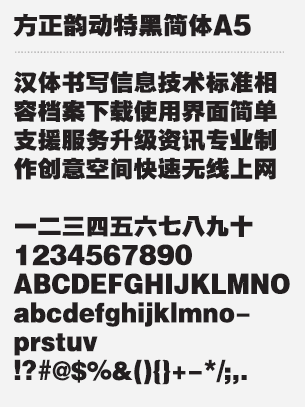 方正韵动特黑简体A5
汉体书写信息技术标准相
容档案下载使用界面简单
支援服务升级资讯专业制
作创意空间快速无线上网
一二三四五六七八九十
1234567890
ABCDEFGHIJKLMNO
abcdefghijklmno-
prstuv
!?#@$%&(){}+-*/;,.